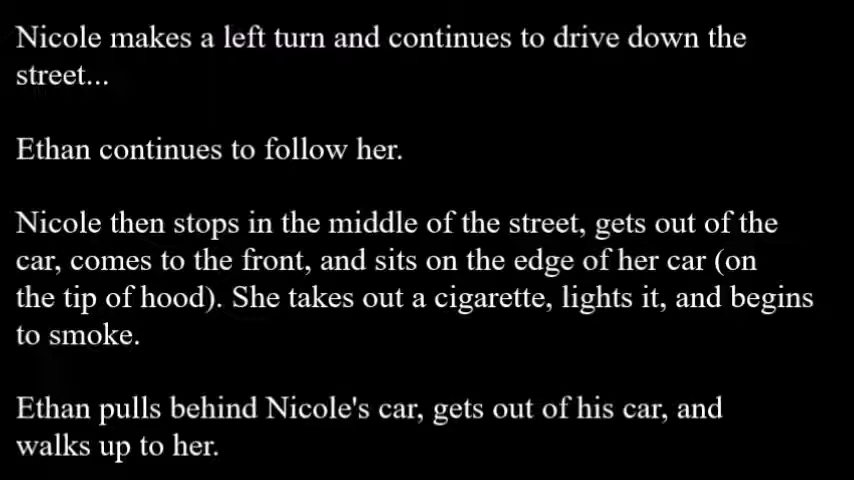 Nicole makes a left turn and continues to drive down the
street...
Ethan continues to follow her.
Nicole then stops in the middle of the street, gets out of the
car, comes to the front, and sits on the edge of her car (on
the tip of hood). She takes out a cigarette, lights it, and begins
to smoke.
Ethan pulls behind Nicole's car, gets out of his car, and
walks up to her.